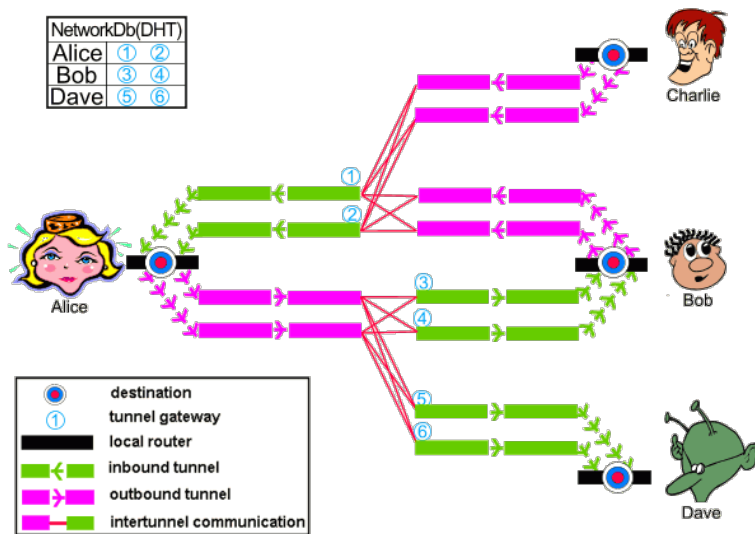 NetworkDb(DHT)
Alice ① ②
Bob ③ ④
Dave ⑤ ⑥
Charlie
①
②
Alice
Bob
③
④
⑤
⑥
Dave
destination
① tunnel gateway
local router
inbound tunnel
outbound tunnel
intertunnel communication